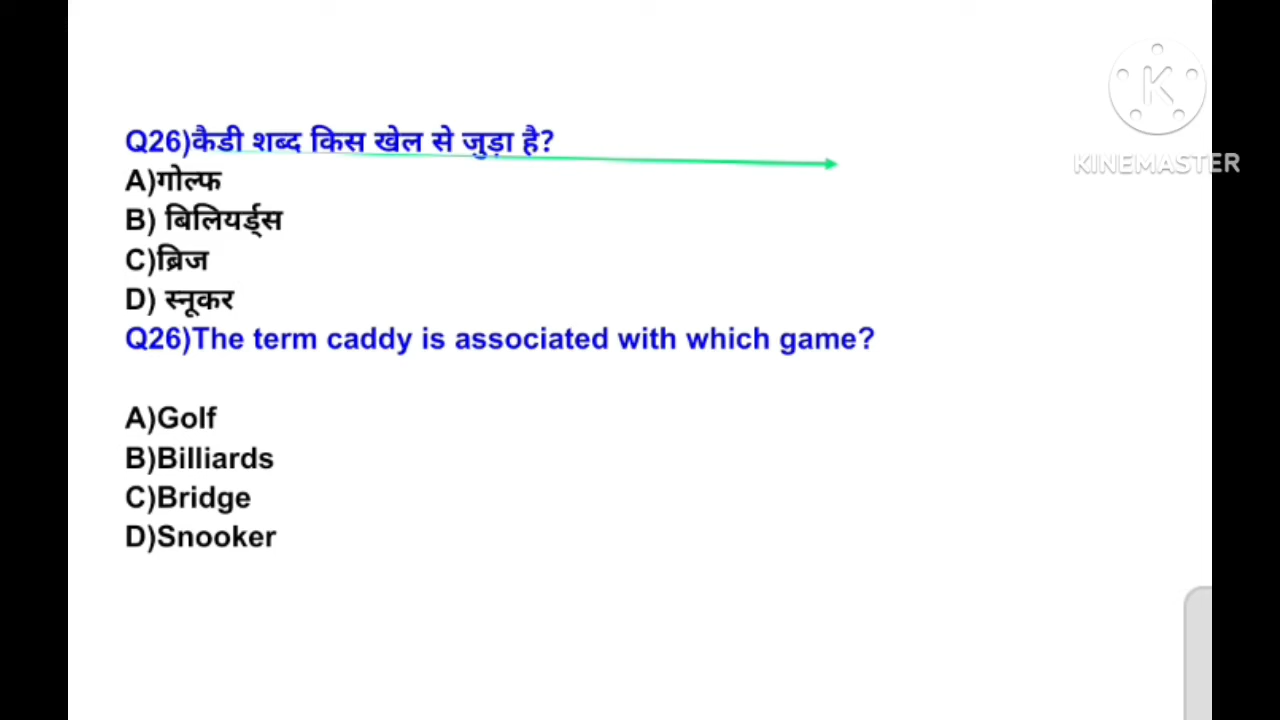 Q26)कैडी शब्द किस खेल से जुड़ा है?
A)गोल्फ
B) बिलियर्ड्स
C)ब्रिज
D) स्नूकर
Q26)The term caddy is associated with which game?
A)Golf
B)Billiards
C)Bridge
D)Snooker
K
KINEMASTER